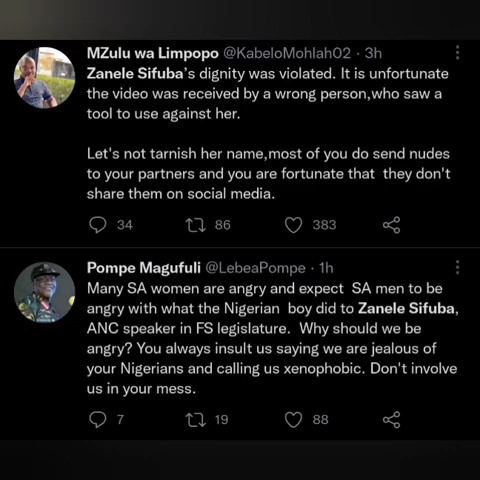 MZulu wa Limpopo @KabeloMohlah02 · 3h
Zanele Sifuba's dignity was violated. It is unfortunate
the video was received by a wrong person,who saw a
tool to use against her.
Let's not tarnish her name,most of you do send nudes
to your partners and you are fortunate that they don't
share them on social media.
34 86 383
Pompe Magufuli @LebeaPompe · 1h
Many SA women are angry and expect SA men to be
angry with what the Nigerian boy did to Zanele Sifuba,
ANC speaker in FS legislature. Why should we be
angry? You always insult us saying we are jealous of
your Nigerians and calling us xenophobic. Don't involve
us in your mess.
7 19 88